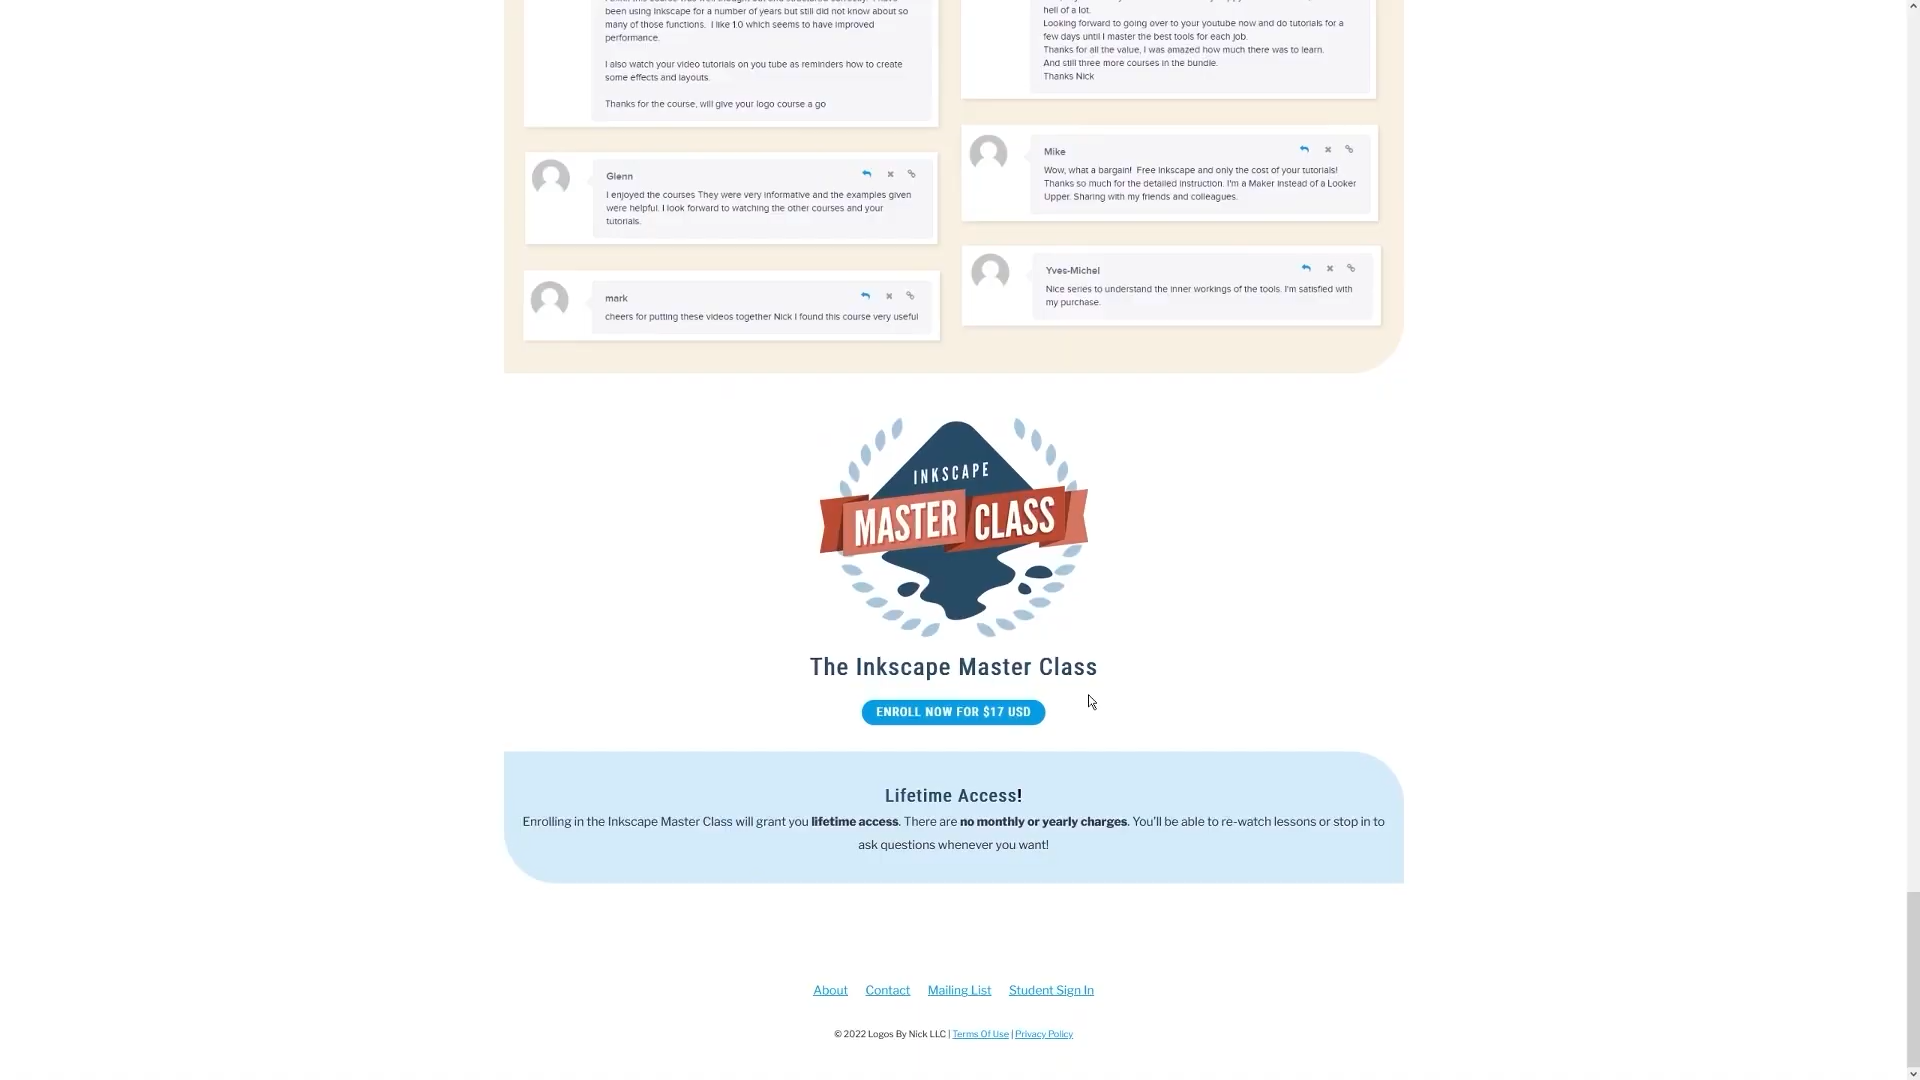 been using Inkscape for a number of years but still did not know about so
many of those functions. I like 1.0 which seems to have improved
performance.
I also watch your video tutorials on you tube as reminders how to create
some effects and layouts.
Thanks for the course, will give your logo course a go
Glenn
I enjoyed the courses They were very informative and the examples given
were helpful. I look forward to watching the other courses and your
tutorials.
mark
cheers for putting these videos together Nick I found this course very useful
hell of a lot.
Looking forward to going over to your youtube now and do tutorials for a
few days until I master the best tools for each job.
Thanks for all the value, I was amazed how much there was to learn.
And still three more courses in the bundle.
Thanks Nick
Mike
Wow, what a bargain! Free Inkscape and only the cost of your tutorials!
Thanks so much for the detailed instruction. I'm a Maker instead of a Looker
Upper. Sharing with my friends and colleagues.
Yves-Michel
Nice series to understand the inner workings of the tools. I'm satisfied with
my purchase.
INKSCAPE
MASTER CLASS
The Inkscape Master Class
ENROLL NOW FOR $17 USD
Lifetime Access!
Enrolling in the Inkscape Master Class will grant you lifetime access. There are no monthly or yearly charges. You'll be able to re-watch lessons or stop in to
ask questions whenever you want!
About Contact Mailing List Student Sign In
© 2022 Logos By Nick LLC | Terms Of Use | Privacy Policy